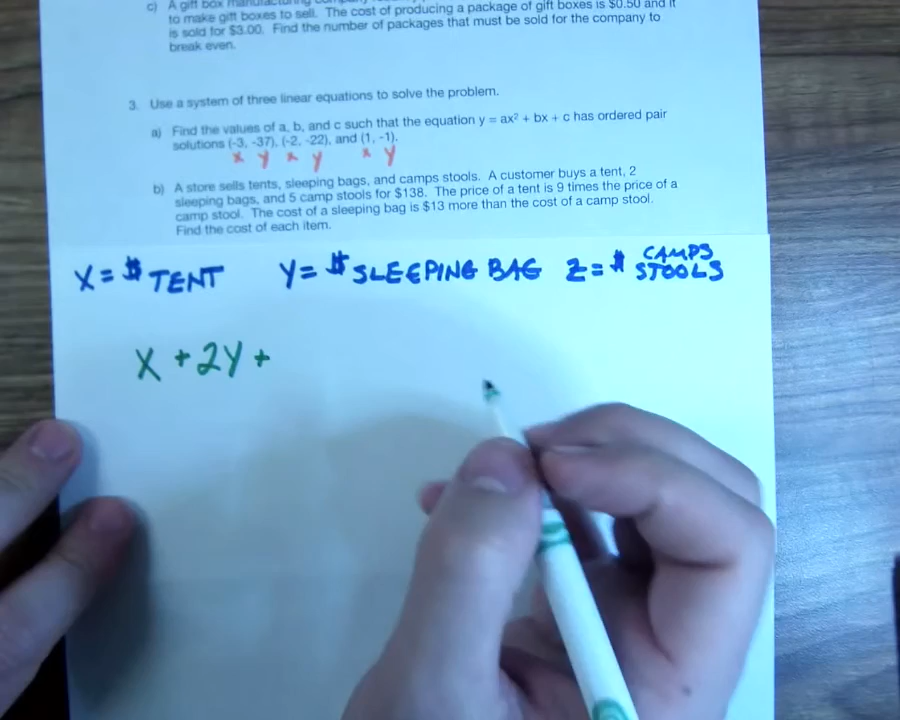 c) A gift box manufacturing
to make gift boxes to sell. The cost of producing a package of gift boxes is $0.50 and it
is sold for $3.00. Find the number of packages that must be sold for the company to
break even.
3. Use a system of three linear equations to solve the problem.
a) Find the values of a, b, and c such that the equation y = ax² + bx + c has ordered pair
solutions (-3, -37), (-2, -22), and (1, -1).
x y x y x y
b) A store sells tents, sleeping bags, and camps stools. A customer buys a tent, 2
sleeping bags, and 5 camp stools for $138. The price of a tent is 9 times the price of a
camp stool. The cost of a sleeping bag is $13 more than the cost of a camp stool.
Find the cost of each item.
X = $ TENT Y = $ SLEEPING BAG Z = $ CAMPS STOOLS
X + 2Y +